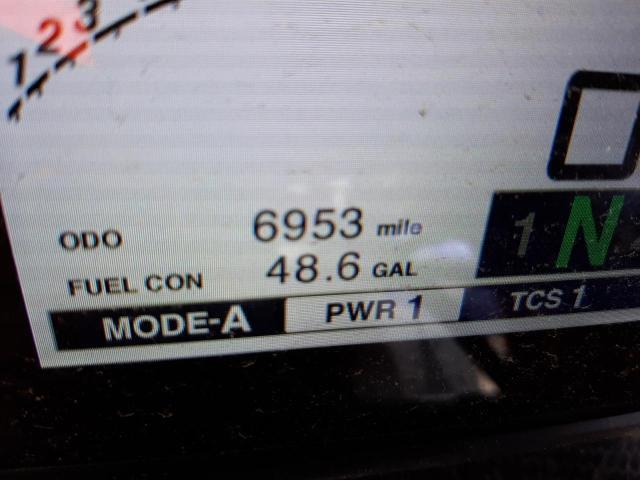 1 2 3
ODO 6953 mile
FUEL CON 48.6 GAL
1 N
MODE-A PWR 1 TCS 1